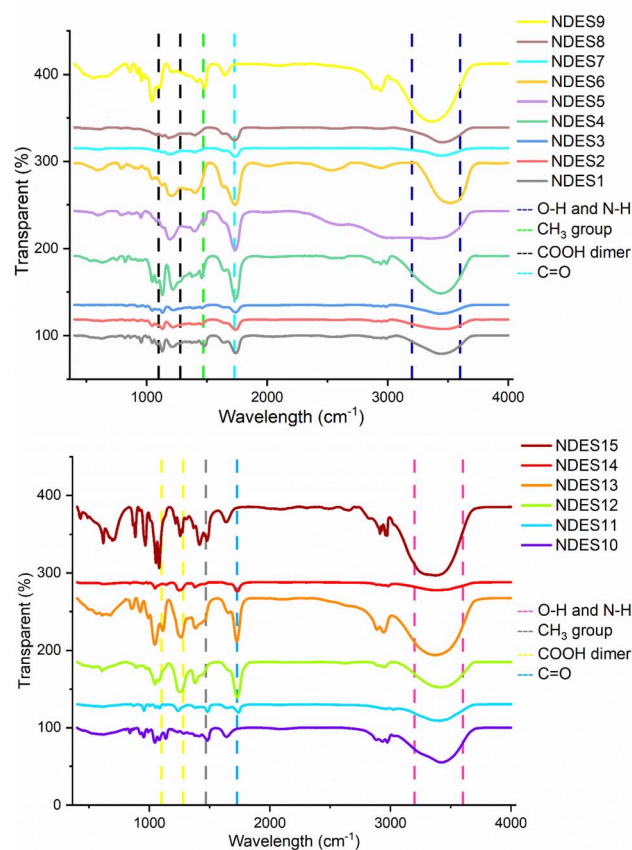 NDES9
NDES8
NDES7
NDES6
NDES5
NDES4
NDES3
NDES2
NDES1
O-H and N-H
CH₃ group
COOH dimer
C=O
Transparent (%)
400
300
200
100
0
1000 2000 3000 4000
Wavelength (cm⁻¹)
NDES15
NDES14
NDES13
NDES12
NDES11
NDES10
O-H and N-H
CH₃ group
COOH dimer
C=O
Transparent (%)
400
300
200
100
0
1000 2000 3000 4000
Wavelength (cm⁻¹)